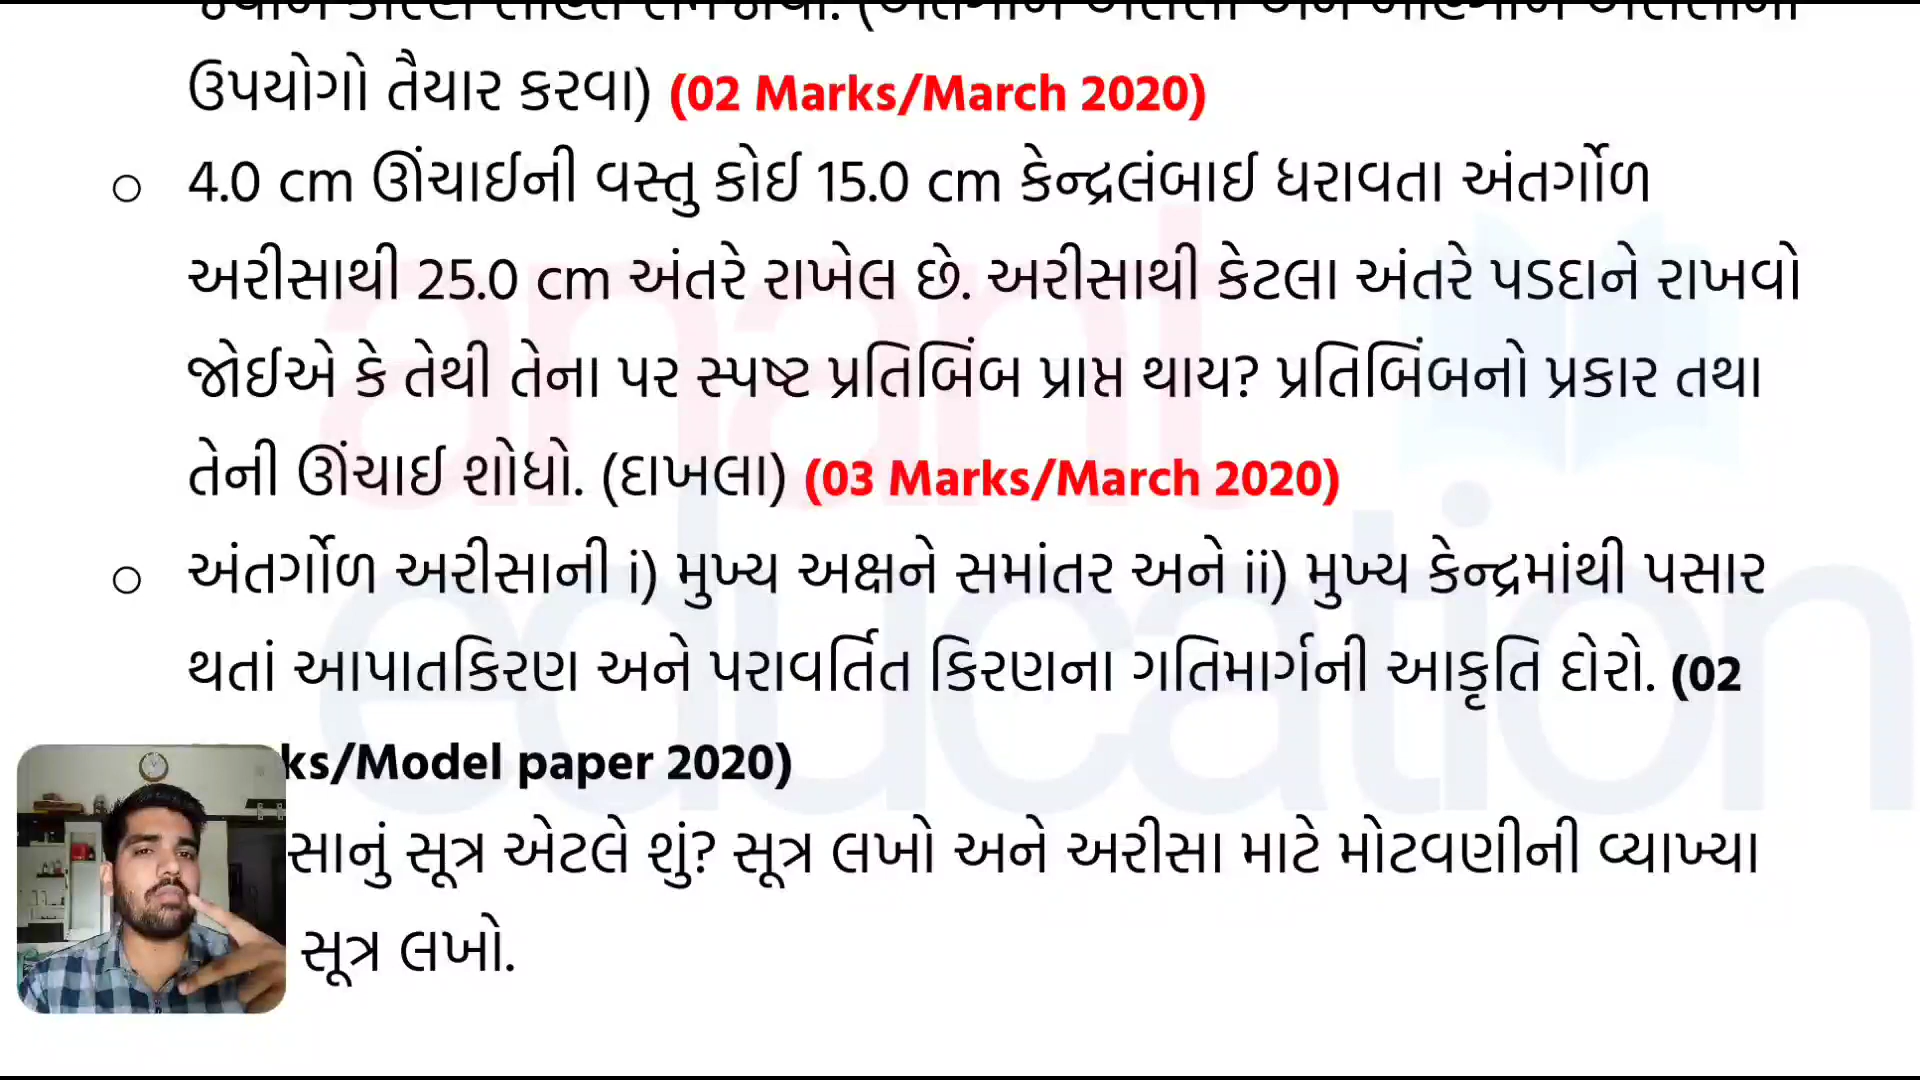 ઉપયોગો તૈયાર કરવા) (02 Marks/March 2020)
○ 4.0 cm ઊંચાઈની વસ્તુ કોઈ 15.0 cm કેન્દ્રલંબાઈ ધરાવતા અંતર્ગોળ
અરીસાથી 25.0 cm અંતરે રાખેલ છે. અરીસાથી કેટલા અંતરે પડદાને રાખવો
જોઈએ કે તેથી તેના પર સ્પષ્ટ પ્રતિબિંબ પ્રાપ્ત થાય? પ્રતિબિંબનો પ્રકાર તથા
તેની ઊંચાઈ શોધો. (દાખલા) (03 Marks/March 2020)
○ અંતર્ગોળ અરીસાની i) મુખ્ય અક્ષને સમાંતર અને ii) મુખ્ય કેન્દ્રમાંથી પસાર
થતાં આપાતકિરણ અને પરાવર્તિત કિરણના ગતિમાર્ગની આકૃતિ દોરો. (02
ks/Model paper 2020)
સાનું સૂત્ર એટલે શું? સૂત્ર લખો અને અરીસા માટે મોટવણીની વ્યાખ્યા
સૂત્ર લખો.
anant
education